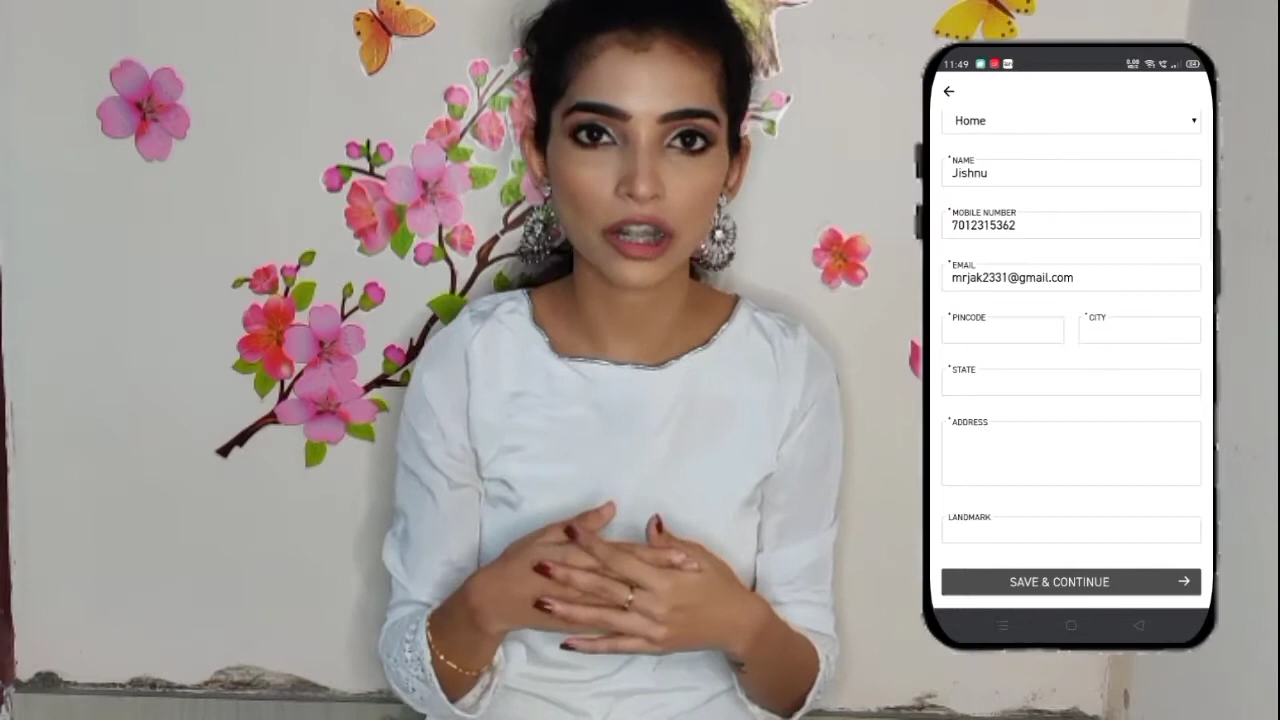 11:49
Home
* NAME
Jishnu
* MOBILE NUMBER
7012315362
* EMAIL
mrjak2331@gmail.com
* PINCODE
* CITY
* STATE
* ADDRESS
LANDMARK
SAVE & CONTINUE